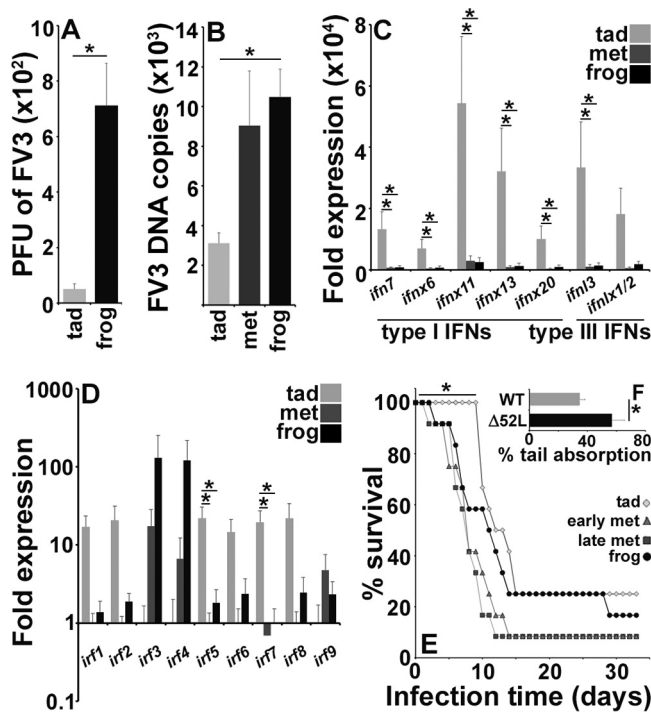 A
PFU of FV3 (x10²)
10
8
6
4
2
0
*
tad
frog
B
FV3 DNA copies (x10³)
14
12
10
8
6
4
2
0
*
tad
met
frog
C
tad
met
frog
Fold expression (x10⁴)
8
6
4
2
0
* *
* *
* *
* *
* *
* *
ifn7
ifnx6
ifnx11
ifnx13
ifnx20
ifnl3
ifnlx1/2
type I IFNs
type III IFNs
D
tad
met
frog
Fold expression
1000
100
10
1
0.1
* *
* *
irf1
irf2
irf3
irf4
irf5
irf6
irf7
irf8
irf9
E
% survival
100
80
60
40
20
0
*
tad
early met
late met
frog
0
10
20
30
Infection time (days)
F
WT
Δ52L
*
0
20
40
60
80
% tail absorption